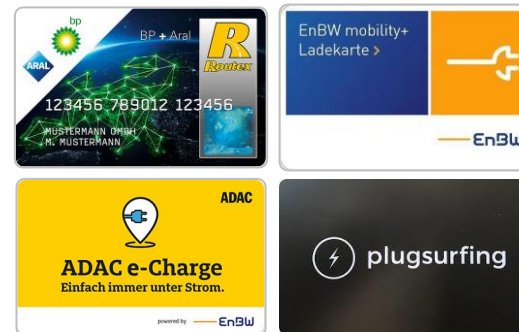 bp
BP + Aral
R
Routex
ARAL
123456 789012 123456
MUSTERMANN GMBH
M. MUSTERMANN
EnBW mobility+
Ladekarte >
EnBW
ADAC
ADAC e-Charge
Einfach immer unter Strom.
powered by EnBW
plugsurfing